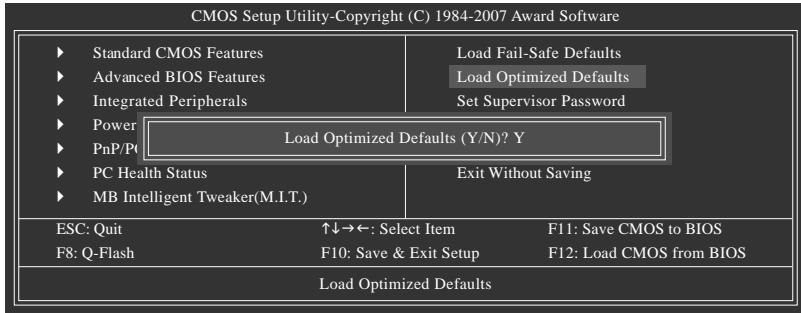 CMOS Setup Utility-Copyright (C) 1984-2007 Award Software
Standard CMOS Features
Advanced BIOS Features
Integrated Peripherals
Power
PnP/P
PC Health Status
MB Intelligent Tweaker(M.I.T.)
Load Fail-Safe Defaults
Load Optimized Defaults
Set Supervisor Password
Exit Without Saving
Load Optimized Defaults (Y/N)? Y
ESC: Quit ↑↓→←: Select Item F11: Save CMOS to BIOS
F8: Q-Flash F10: Save & Exit Setup F12: Load CMOS from BIOS
Load Optimized Defaults